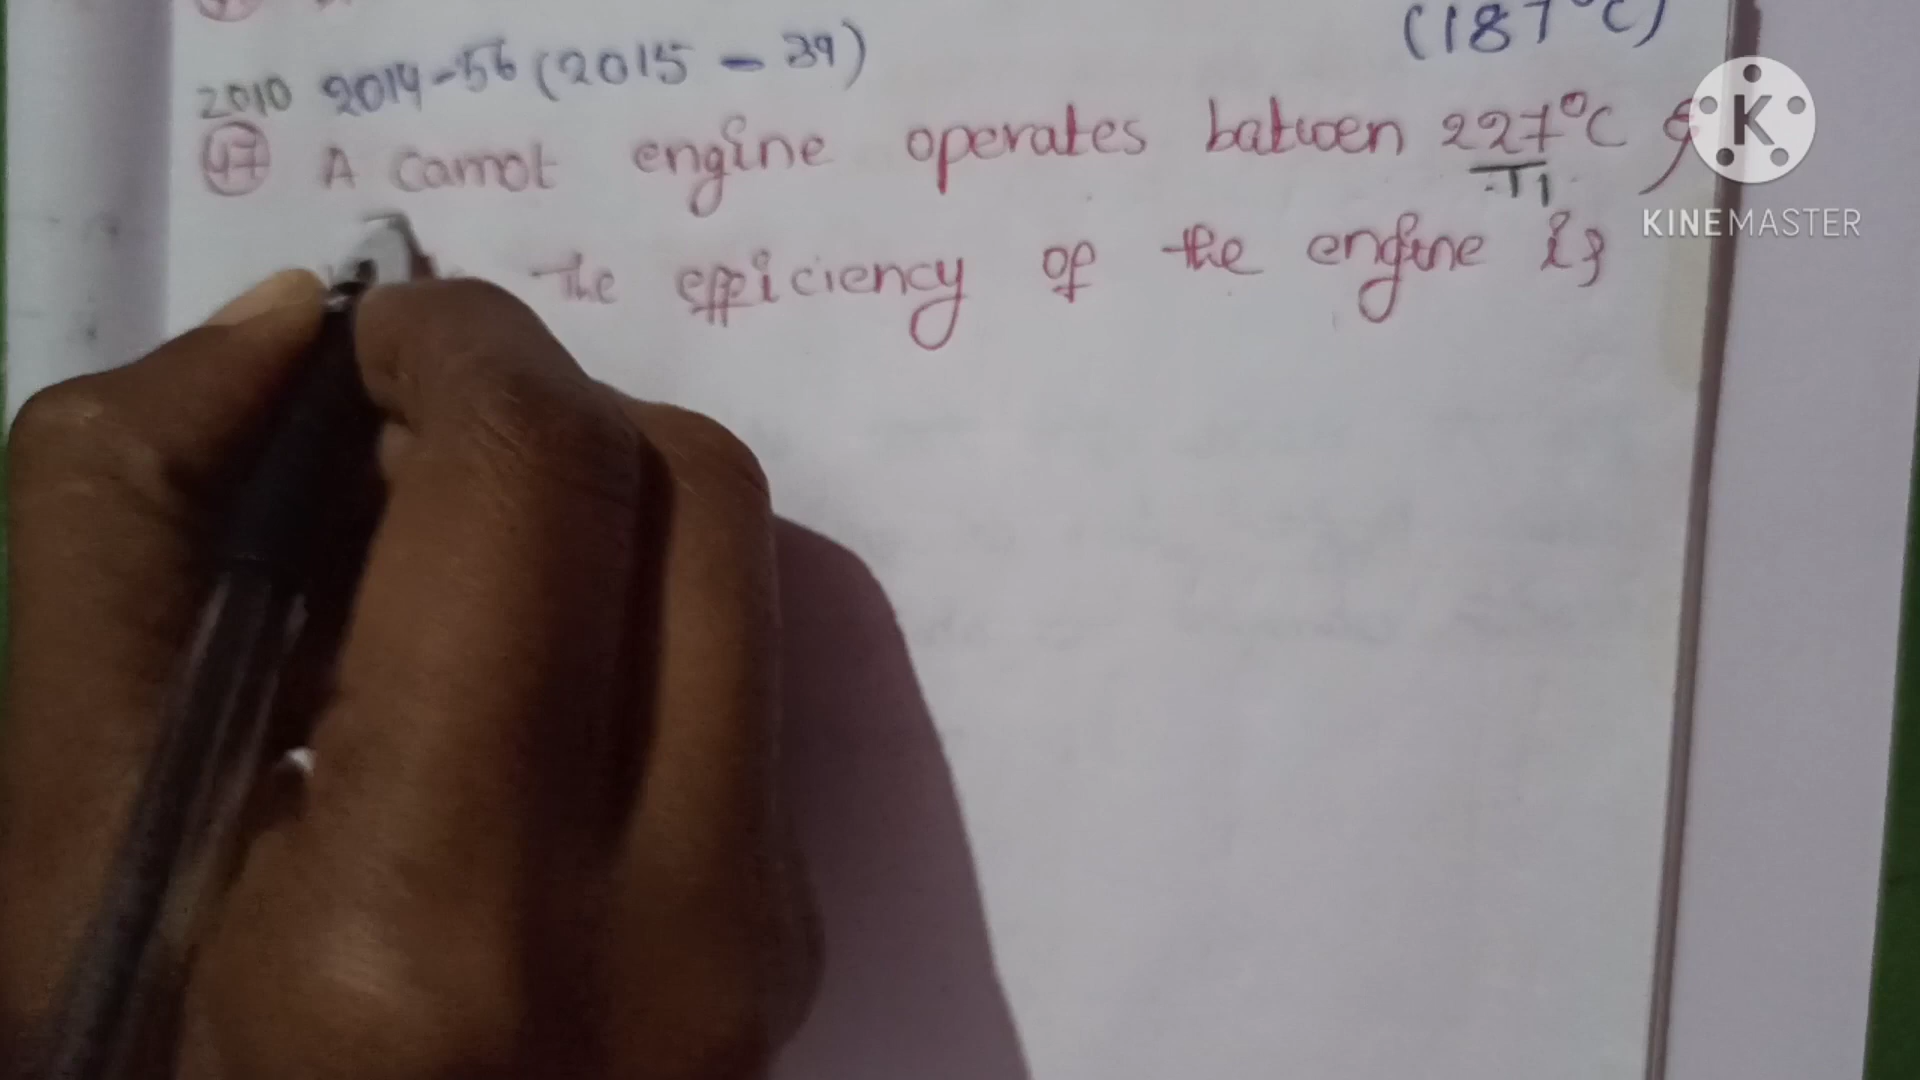 (187°C)
2010 2014-56 (2015 - 39)
47 A carnot engine operates batwen 227°C &
T1
the efficiency of the engine is
K
KINEMASTER